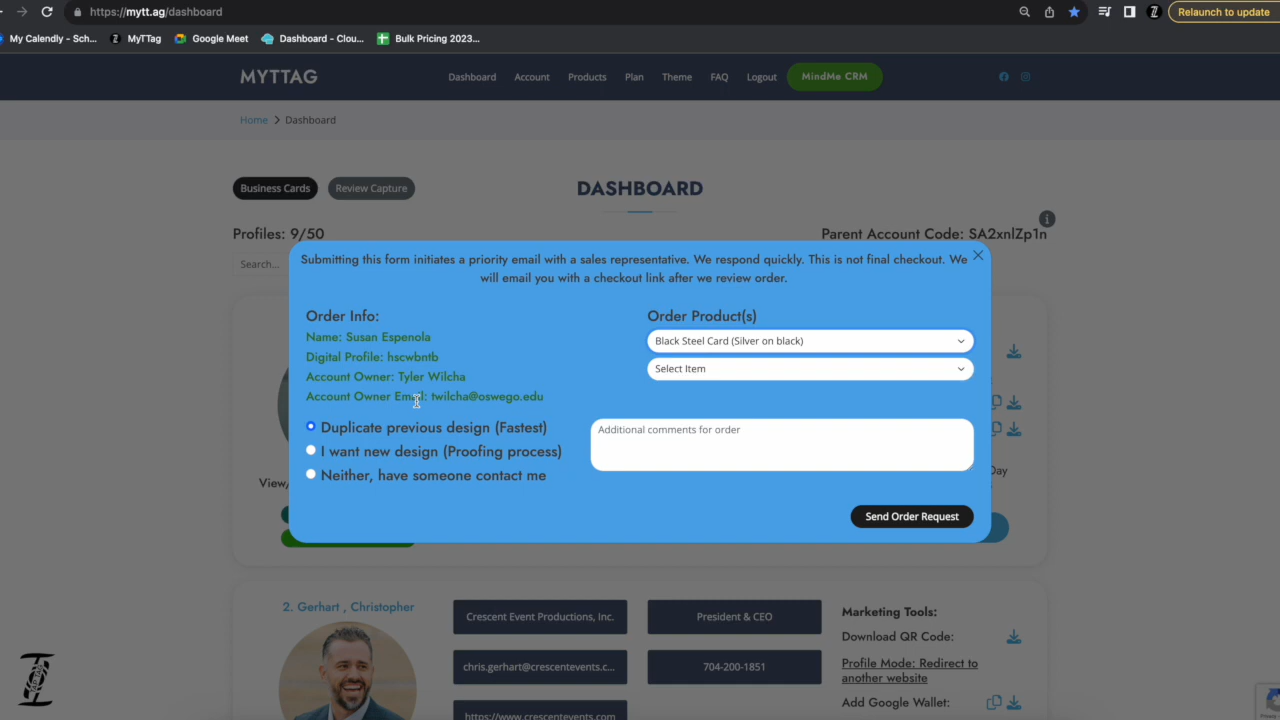 https://mytt.ag/dashboard
Relaunch to update
My Calendly - Sch...
MyTTag
Google Meet
Dashboard - Clou...
Bulk Pricing 2023...
MYTTAG
Dashboard
Account
Products
Plan
Theme
FAQ
Logout
MindMe CRM
Home > Dashboard
Business Cards
Review Capture
DASHBOARD
Profiles: 9/50
Parent Account Code: SA2xnlZp1n
Search...
Submitting this form initiates a priority email with a sales representative. We respond quickly. This is not final checkout. We
will email you with a checkout link after we review order.
Order Info:
Name: Susan Espenola
Digital Profile: hscwbntb
Account Owner: Tyler Wilcha
Account Owner Email: twilcha@oswego.edu
Duplicate previous design (Fastest)
I want new design (Proofing process)
Neither, have someone contact me
Order Product(s)
Black Steel Card (Silver on black)
Select Item
Additional comments for order
Send Order Request
View/
Day
2. Gerhart , Christopher
Crescent Event Productions, Inc.
President & CEO
chris.gerhart@crescentevents.c...
704-200-1851
https://www.crescentevents.com
Marketing Tools:
Download QR Code:
Profile Mode: Redirect to
another website
Add Google Wallet: